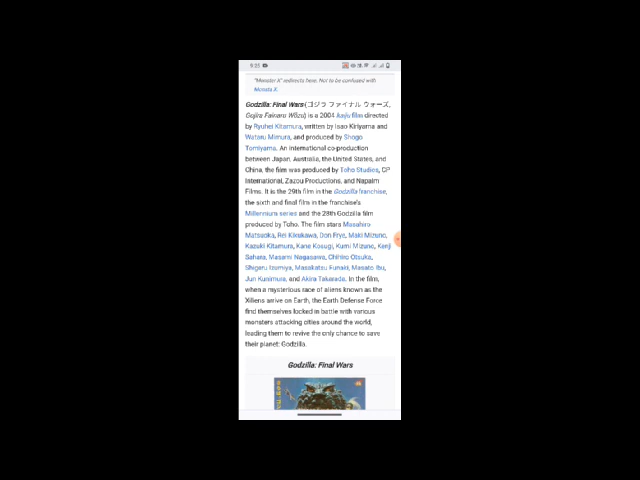 9:25
"Monster X" redirects here. Not to be confused with
Monsta X.
Godzilla: Final Wars (ゴジラ ファイナル ウォーズ,
Gojira Fainaru Wōzu) is a 2004 kaiju film directed
by Ryuhei Kitamura, written by Isao Kiriyama and
Wataru Mimura, and produced by Shogo
Tomiyama. An international co-production
between Japan, Australia, the United States, and
China, the film was produced by Toho Studios, CP
International, Zazou Productions, and Napalm
Films. It is the 29th film in the Godzilla franchise,
the sixth and final film in the franchise's
Millennium series and the 28th Godzilla film
produced by Toho. The film stars Masahiro
Matsuoka, Rei Kikukawa, Don Frye, Maki Mizuno,
Kazuki Kitamura, Kane Kosugi, Kumi Mizuno, Kenji
Sahara, Masami Nagasawa, Chihiro Otsuka,
Shigeru Izumiya, Masakatsu Funaki, Masato Ibu,
Jun Kunimura, and Akira Takarada. In the film,
when a mysterious race of aliens known as the
Xiliens arrive on Earth, the Earth Defense Force
find themselves locked in battle with various
monsters attacking cities around the world,
leading them to revive the only chance to save
their planet: Godzilla.
Godzilla: Final Wars